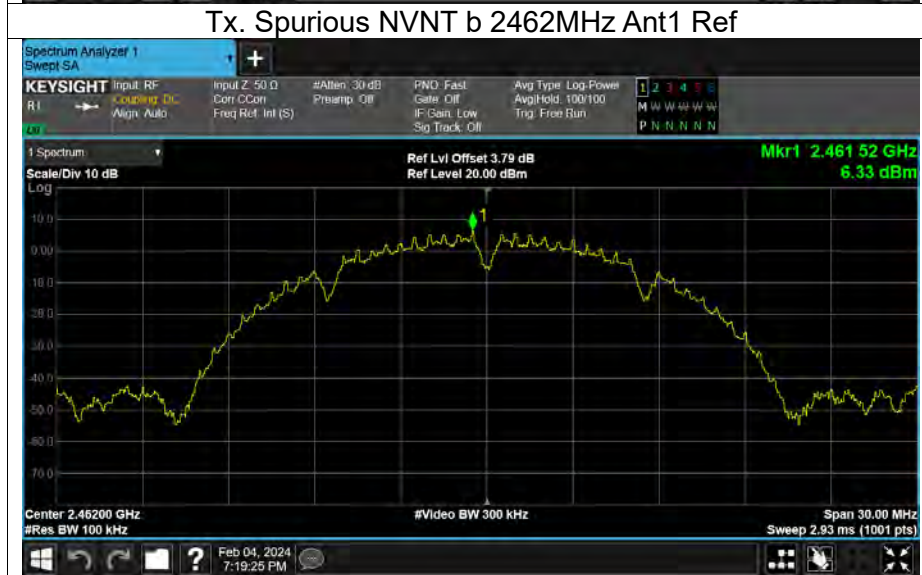 Tx. Spurious NVNT b 2462MHz Ant1 Ref
Spectrum Analyzer 1
Swept SA
+
KEYSIGHT Input: RF Input Z: 50 Ω #Atten: 30 dB PNO: Fast Avg Type: Log-Power 1 2 3 4 5 6
Coupling: DC Corr CCorr Preamp: Off Gate: Off Avg|Hold: 100/100 M W W W W W
Align: Auto Freq Ref: Int (S) IF Gain: Low Trig: Free Run
Sig Track: Off P N N N N N
1 Spectrum
Ref Lvl Offset 3.79 dB
Mkr1 2.461 52 GHz
Scale/Div 10 dB
Ref Level 20.00 dBm
6.33 dBm
Log
10.0
0.00
-10.0
-20.0
-30.0
-40.0
-50.0
-60.0
-70.0
1
Center 2.46200 GHz
#Video BW 300 kHz
Span 30.00 MHz
#Res BW 100 kHz
Sweep 2.93 ms (1001 pts)
?
Feb 04, 2024
7:19:25 PM